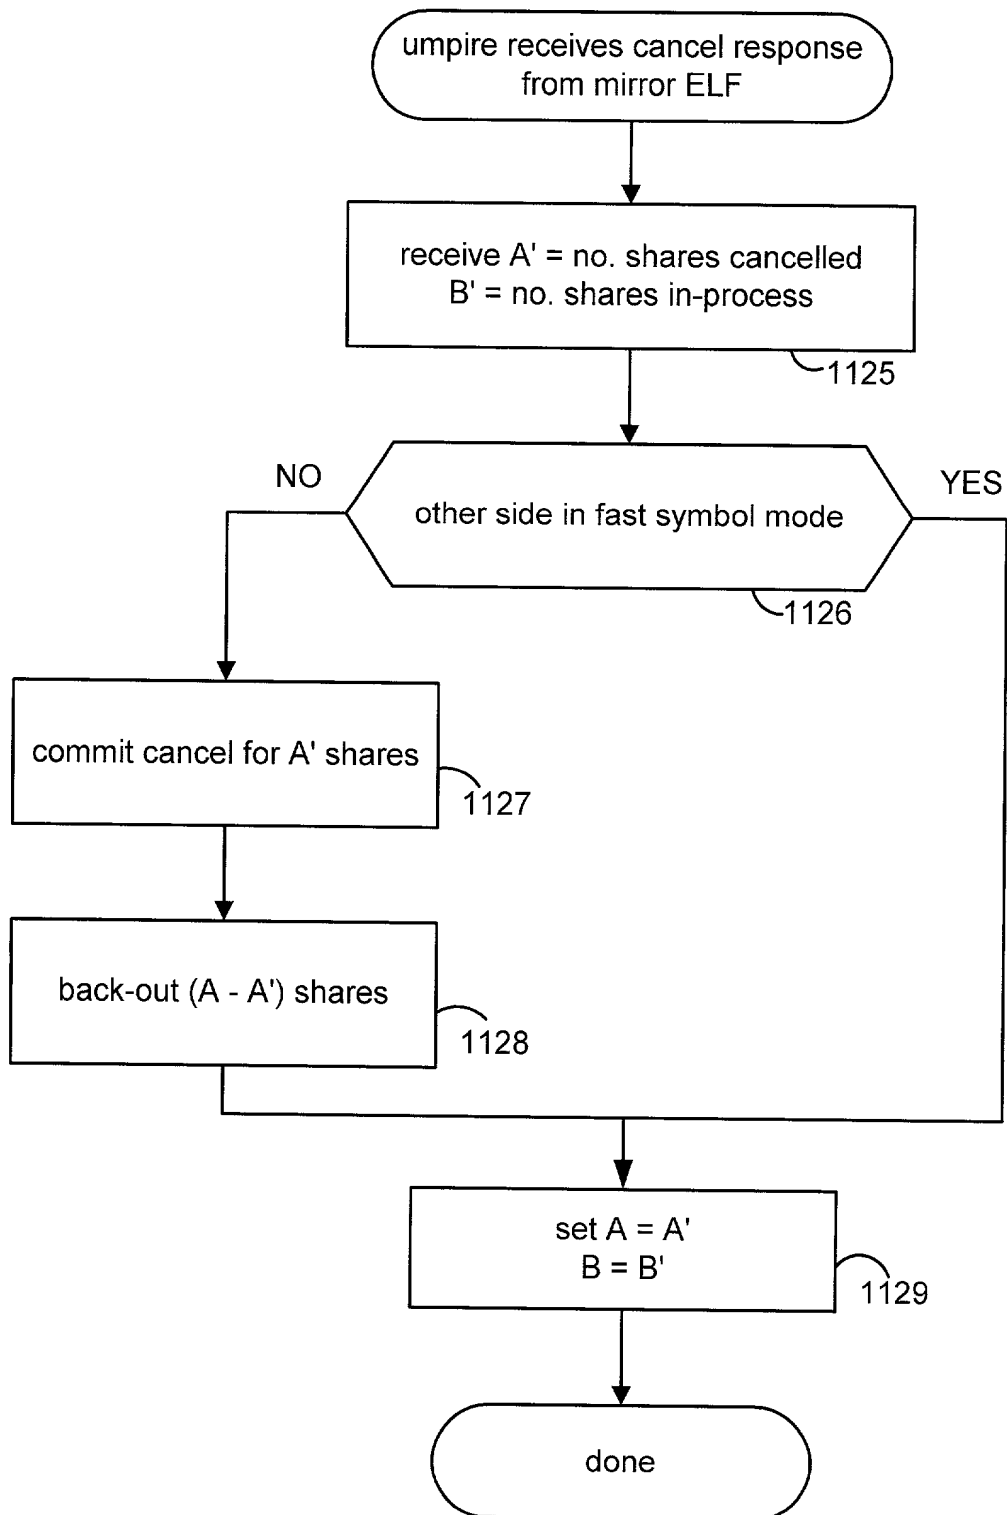 umpire receives cancel response
from mirror ELF
receive A' = no. shares cancelled
B' = no. shares in-process
1125
NO
YES
other side in fast symbol mode
1126
commit cancel for A' shares
1127
back-out (A - A') shares
1128
set A = A'
B = B'
1129
done